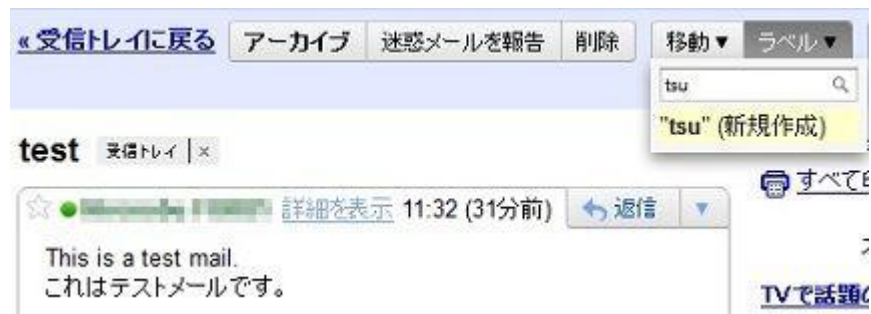 «受信トレイに戻る アーカイブ 迷惑メールを報告 削除 移動▼ ラベル▼
tsu
"tsu" (新規作成)
test 受信トレイ | ×
すべて
詳細を表示 11:32 (31分前) 返信 ▼
This is a test mail.
これはテストメールです。
TVで話題の